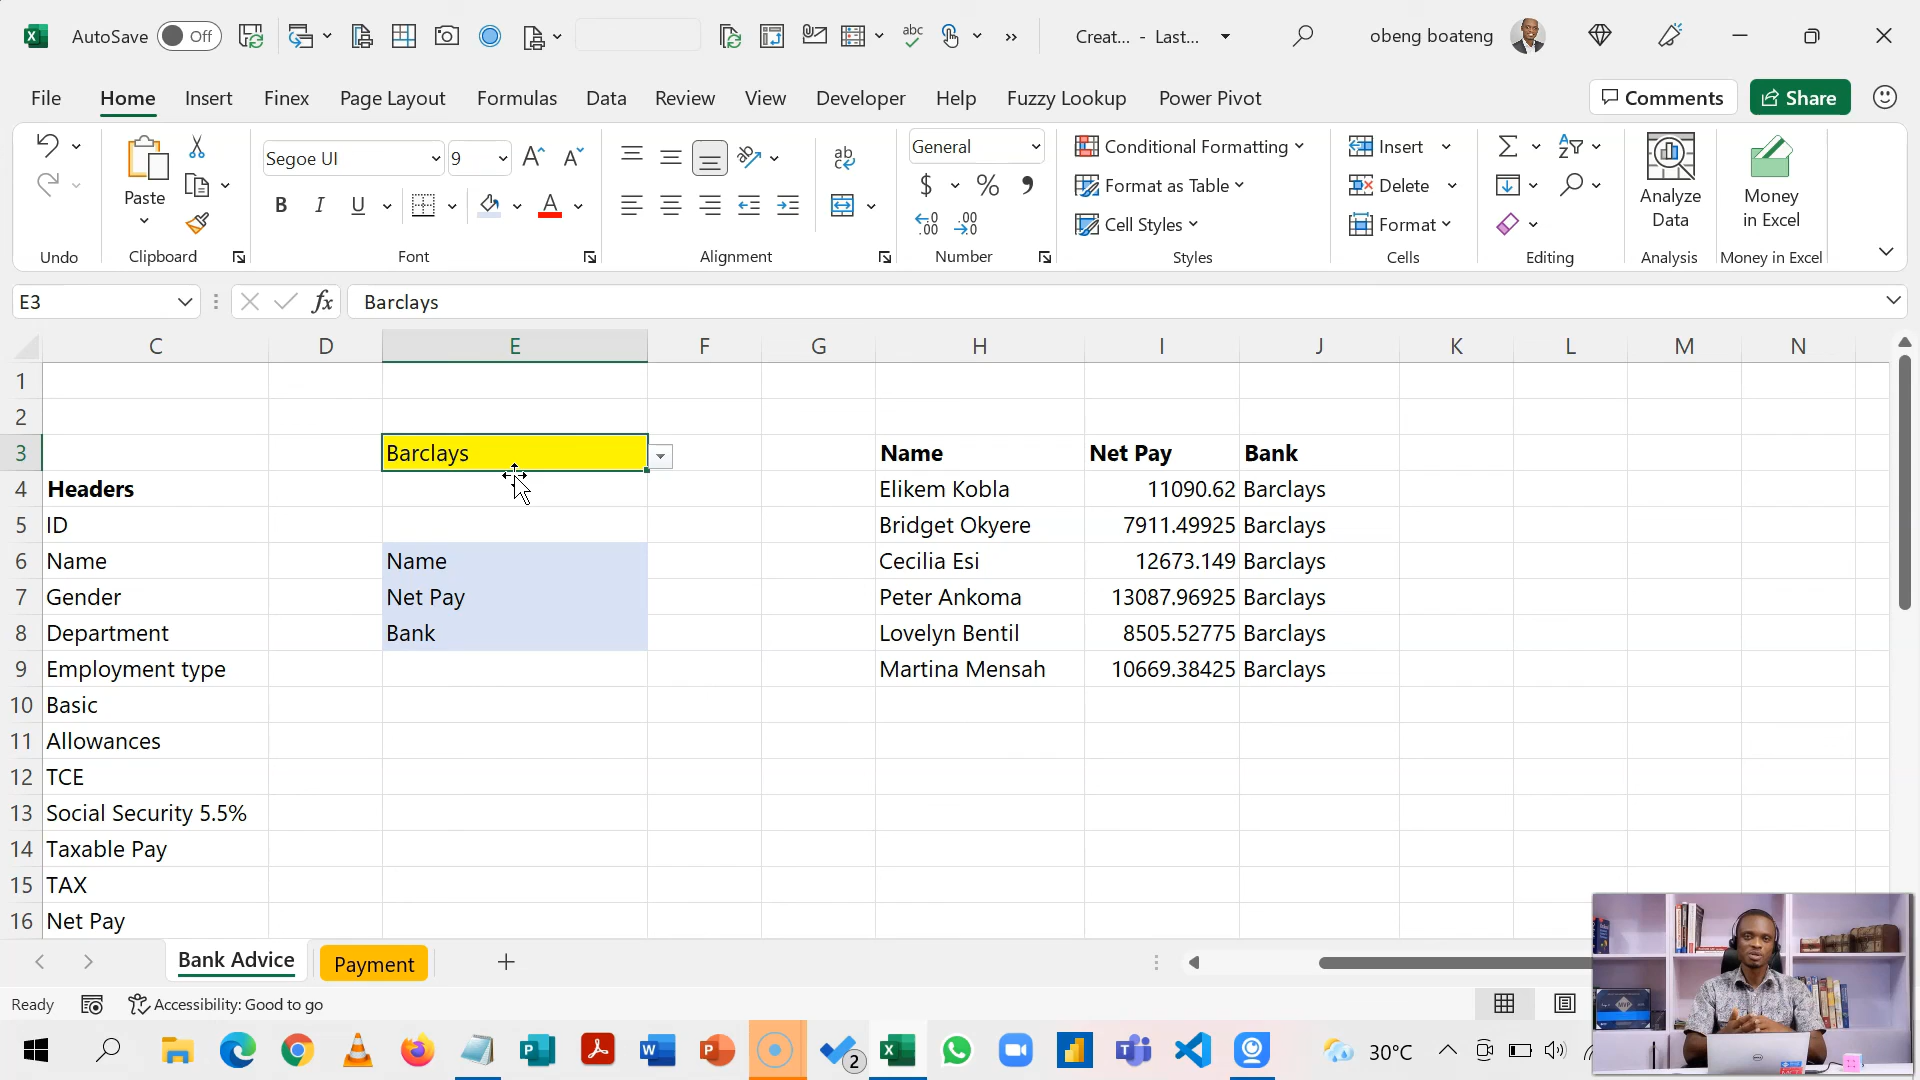 AutoSave Off abc Creat... - Last... obeng boateng
File Home Insert Finex Page Layout Formulas Data Review View Developer Help Fuzzy Lookup Power Pivot Comments Share
Paste
Segoe UI 9
B I U A
ab
General
$ % ,
Conditional Formatting
Format as Table
Cell Styles
Insert
Delete
Format
Analyze
Data
Money
in Excel
Undo Clipboard Font Alignment Number Styles Cells Editing Analysis Money in Excel
E3 fx Barclays
C D E F G H I J K L M N
1
2
3 Barclays Name Net Pay Bank
4 Headers Elikem Kobla 11090.62 Barclays
5 ID Bridget Okyere 7911.49925 Barclays
6 Name Name Cecilia Esi 12673.149 Barclays
7 Gender Net Pay Peter Ankoma 13087.96925 Barclays
8 Department Bank Lovelyn Bentil 8505.52775 Barclays
9 Employment type Martina Mensah 10669.38425 Barclays
10 Basic
11 Allowances
12 TCE
13 Social Security 5.5%
14 Taxable Pay
15 TAX
16 Net Pay
Bank Advice Payment
Ready Accessibility: Good to go
2 30°C